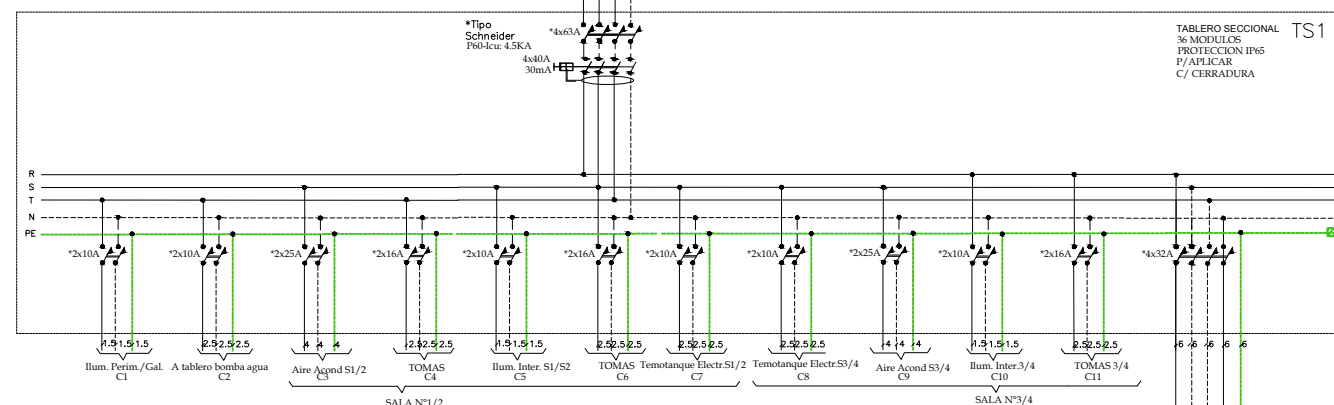 *Tipo
Schneider
P60-Icu: 4.5KA
*4x63A
4x40A
30mA
TABLERO SECCIONAL TS1
36 MODULOS
PROTECCION IP65
P/APLICAR
C/ CERRADURA
R
S
T
N
PE
*2x10A *2x10A *2x25A *2x16A *2x10A *2x16A *2x10A *2x10A *2x25A *2x10A *2x16A *4x32A
1.5 1.5 1.5 2.5 2.5 2.5 4 4 4 2.5 2.5 2.5 1.5 1.5 1.5 2.5 2.5 2.5 2.5 2.5 2.5 2.5 2.5 2.5 4 4 4 1.5 1.5 1.5 2.5 2.5 2.5 6 6 6 6 6
Ilum. Perim./Gal.
C1
A tablero bomba agua
C2
Aire Acond S1/2
C3
TOMAS
C4
Ilum. Inter. S1/S2
C5
TOMAS
C6
Temotanque Electr.S1/2
C7
Temotanque Electr.S3/4
C8
Aire Acond S3/4
C9
Ilum. Inter.3/4
C10
TOMAS 3/4
C11
SALA N°1/2
SALA N°3/4